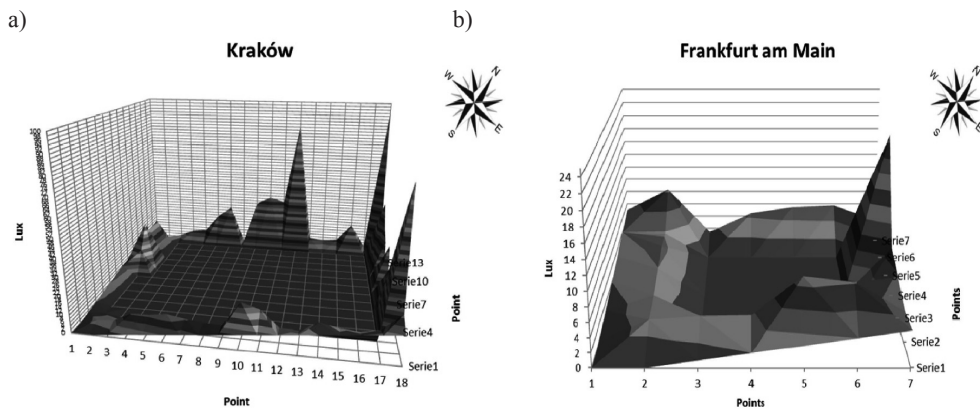 a)
Kraków
W
N
S
E
100
Lux
0
1 2 3 4 5 6 7 8 9 10 11 12 13 14 15 16 17 18
Point
Serie13
Serie10
Serie7
Serie4
Serie1
Point
b)
Frankfurt am Main
W
N
S
E
24
22
20
18
16
14
12
10
8
6
4
2
0
Lux
1 2 3 4 5 6 7
Points
Serie7
Serie6
Serie5
Serie4
Serie3
Serie2
Serie1
Points